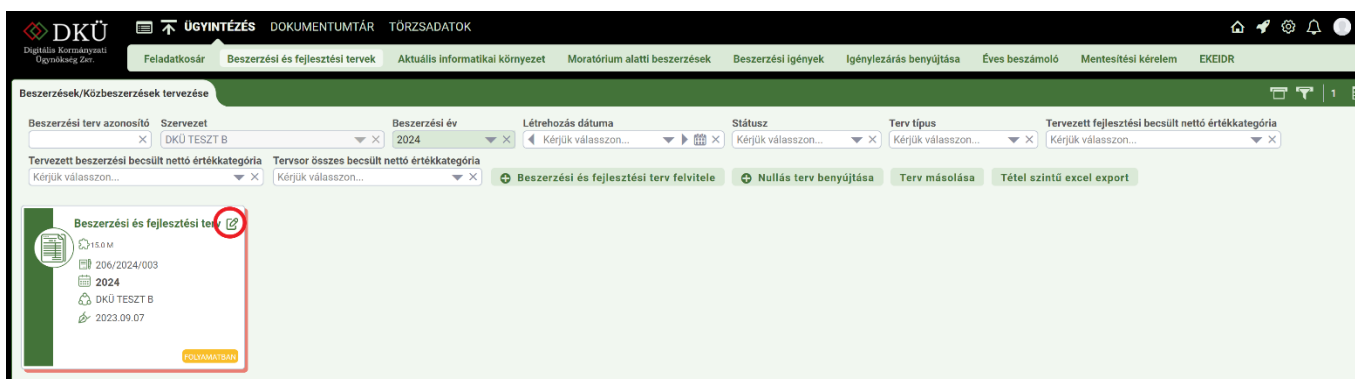 DKÜ
Digitális Kormányzati
Ügynökség Zrt.
ÜGYINTÉZÉS DOKUMENTUMTÁR TÖRZSADATOK
Feladatkosár Beszerzési és fejlesztési tervek Aktuális informatikai környezet Moratórium alatti beszerzések Beszerzési igények Igénylezárás benyújtása Éves beszámoló Mentesítési kérelem EKEIDR
Beszerzések/Közbeszerzések tervezése 1
Beszerzési terv azonosító Szervezet Beszerzési év Létrehozás dátuma Státusz Terv típus Tervezett fejlesztési becsült nettó értékkategória
DKÜ TESZT B 2024 Kérjük válasszon... Kérjük válasszon... Kérjük válasszon... Kérjük válasszon...
Tervezett beszerzési becsült nettó értékkategória Tervsor összes becsült nettó értékkategória
Kérjük válasszon... Kérjük válasszon... Beszerzési és fejlesztési terv felvitele Nullás terv benyújtása Terv másolása Tétel szintű excel export
Beszerzési és fejlesztési terv
15.0 M
206/2024/003
2024
DKÜ TESZT B
2023.09.07
FOLYAMATBAN